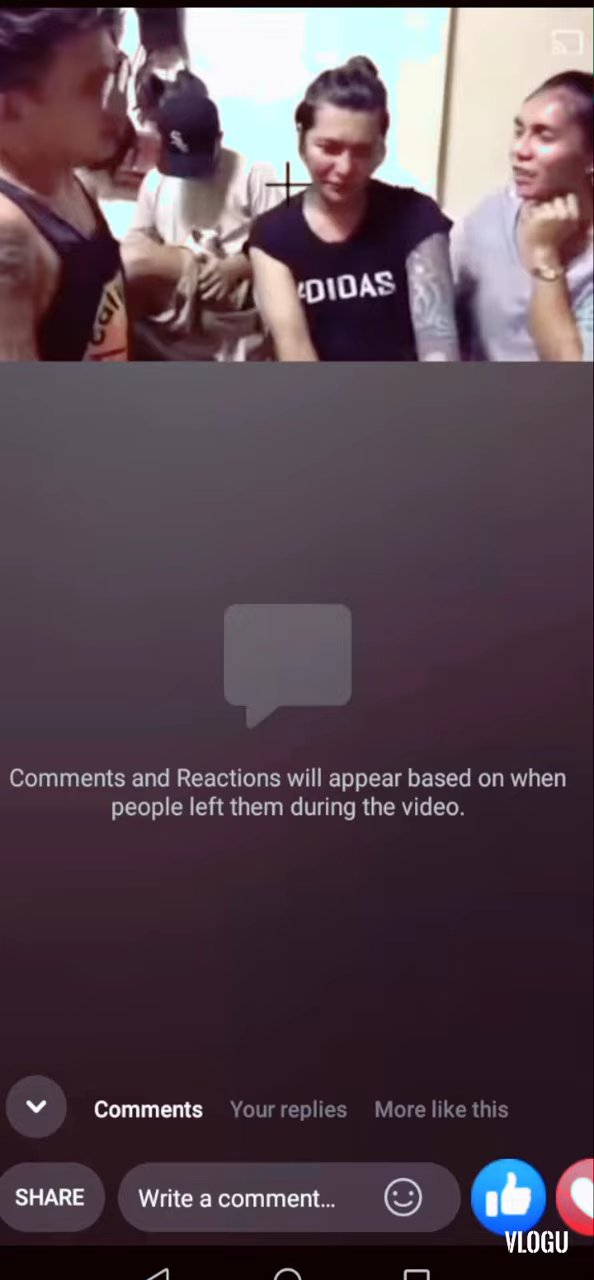 ADIDAS
Comments and Reactions will appear based on when
people left them during the video.
Comments
Your replies
More like this
SHARE
Write a comment...
VLOGU